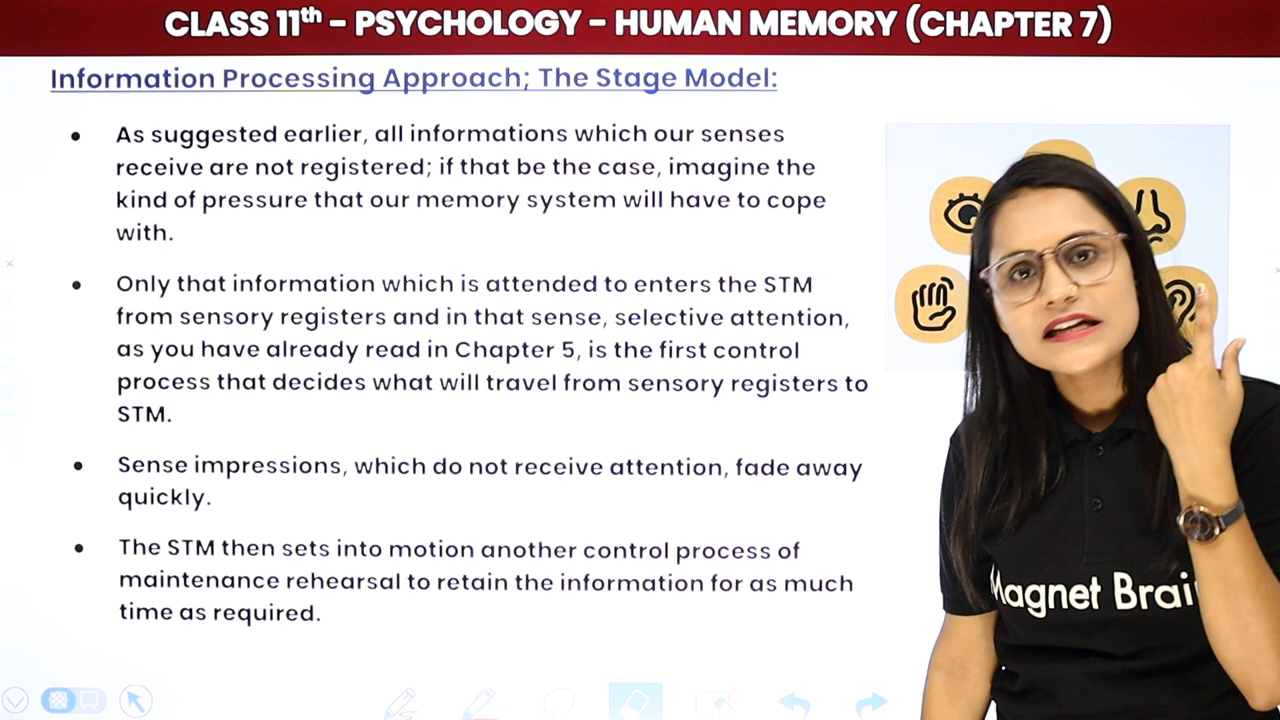 CLASS 11th - PSYCHOLOGY - HUMAN MEMORY (CHAPTER 7)
Information Processing Approach; The Stage Model:
• As suggested earlier, all informations which our senses
receive are not registered; if that be the case, imagine the
kind of pressure that our memory system will have to cope
with.
• Only that information which is attended to enters the STM
from sensory registers and in that sense, selective attention,
as you have already read in Chapter 5, is the first control
process that decides what will travel from sensory registers to
STM.
• Sense impressions, which do not receive attention, fade away
quickly.
• The STM then sets into motion another control process of
maintenance rehearsal to retain the information for as much
time as required.
Magnet Brai